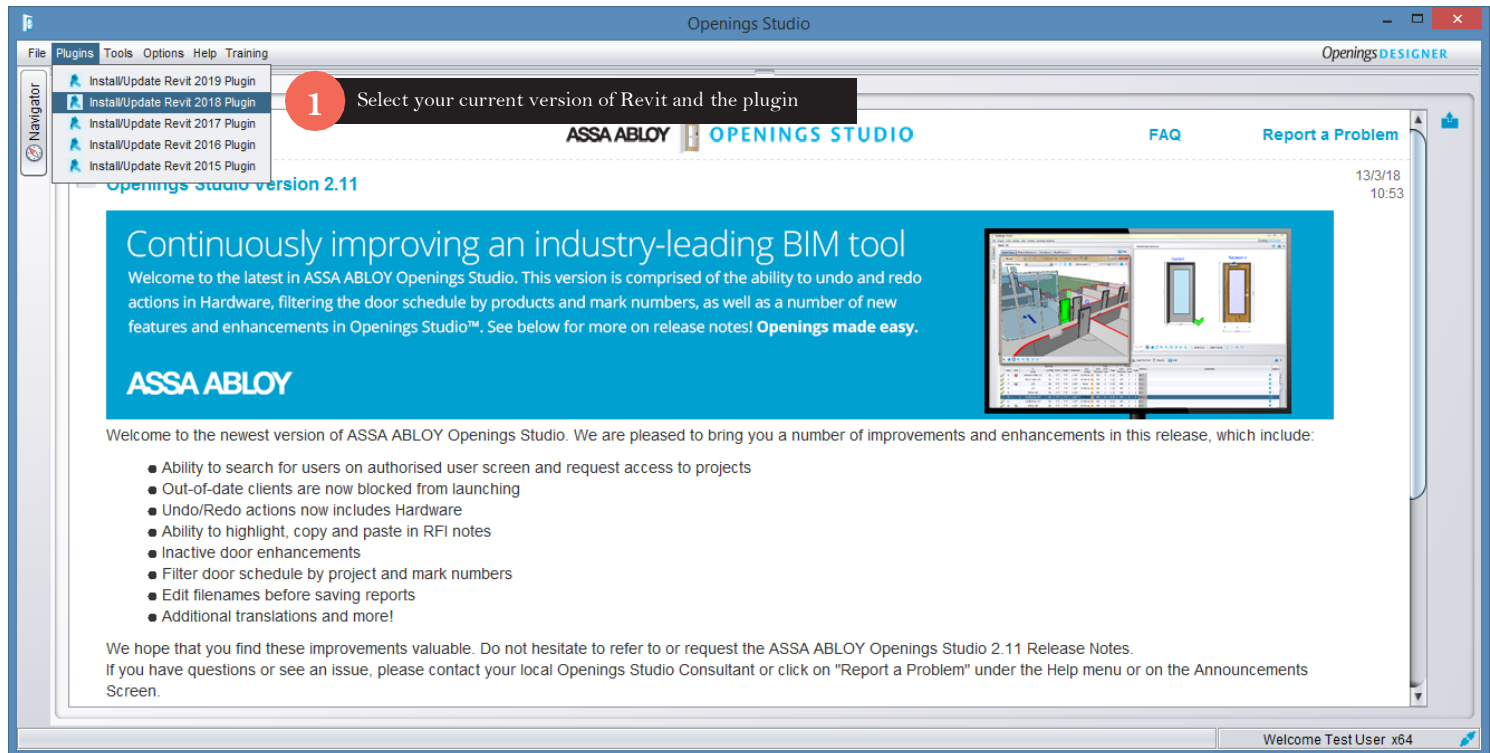 Openings Studio
File Plugins Tools Options Help Training
Openings DESIGNER
Navigator
Install/Update Revit 2019 Plugin
Install/Update Revit 2018 Plugin
Install/Update Revit 2017 Plugin
Install/Update Revit 2016 Plugin
Install/Update Revit 2015 Plugin
1 Select your current version of Revit and the plugin
ASSA ABLOY OPENINGS STUDIO
FAQ Report a Problem
Openings Studio Version 2.11
13/3/18
10:53
Continuously improving an industry-leading BIM tool
Welcome to the latest in ASSA ABLOY Openings Studio. This version is comprised of the ability to undo and redo
actions in Hardware, filtering the door schedule by products and mark numbers, as well as a number of new
features and enhancements in Openings Studio™. See below for more on release notes! Openings made easy.
ASSA ABLOY
Welcome to the newest version of ASSA ABLOY Openings Studio. We are pleased to bring you a number of improvements and enhancements in this release, which include:
● Ability to search for users on authorised user screen and request access to projects
● Out-of-date clients are now blocked from launching
● Undo/Redo actions now includes Hardware
● Ability to highlight, copy and paste in RFI notes
● Inactive door enhancements
● Filter door schedule by project and mark numbers
● Edit filenames before saving reports
● Additional translations and more!
We hope that you find these improvements valuable. Do not hesitate to refer to or request the ASSA ABLOY Openings Studio 2.11 Release Notes.
If you have questions or see an issue, please contact your local Openings Studio Consultant or click on "Report a Problem" under the Help menu or on the Announcements
Screen.
Welcome Test User x64